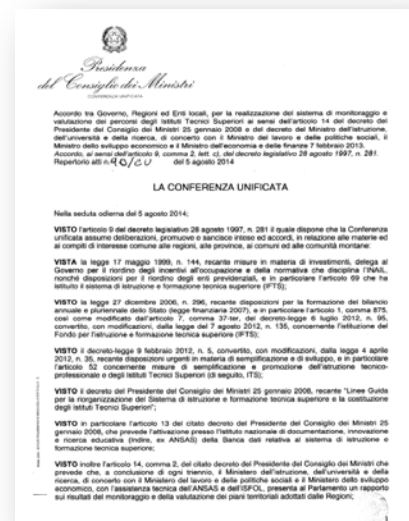 Presidenza
del Consiglio dei Ministri
CONFERENZA UNIFICATA
Accordo tra Governo, Regioni ed Enti locali, per la realizzazione del sistema di monitoraggio e
valutazione dei percorsi degli Istituti Tecnici Superiori ai sensi dell'articolo 14 del decreto del
Presidente del Consiglio dei Ministri 25 gennaio 2008 e del decreto del Ministro dell'istruzione,
dell'università e della ricerca, di concerto con il Ministro del lavoro e delle politiche sociali, il
Ministro dello sviluppo economico e il Ministro dell'economia e delle finanze 7 febbraio 2013.
Accordo, ai sensi dell'articolo 9, comma 2, lett. c), del decreto legislativo 28 agosto 1997, n. 281.
Repertorio atti n. 90/CU del 5 agosto 2014
LA CONFERENZA UNIFICATA
Nella seduta odierna del 5 agosto 2014;
VISTO l'articolo 9 del decreto legislativo 28 agosto 1997, n. 281 il quale dispone che la Conferenza
unificata assume deliberazioni, promuove e sancisce intese ed accordi, in relazione alle materie ed
ai compiti di interesse comune alle regioni, alle province, ai comuni ed alle comunità montane;
VISTA la legge 17 maggio 1999, n. 144, recante misure in materia di investimenti, delega al
Governo per il riordino degli incentivi all'occupazione e della normativa che disciplina l'INAIL,
nonché disposizioni per il riordino degli enti previdenziali, e in particolare l'articolo 69 che ha
istituito il sistema di istruzione e formazione tecnica superiore (IFTS);
VISTO la legge 27 dicembre 2006, n. 296, recante disposizioni per la formazione del bilancio
annuale e pluriennale dello Stato (legge finanziaria 2007), e in particolare l'articolo 1, comma 875,
così come modificato dall'articolo 7, comma 37-ter, del decreto-legge 6 luglio 2012, n. 95,
convertito, con modificazioni, dalla legge del 7 agosto 2012, n. 135, concernente l'istituzione del
Fondo per l'istruzione e formazione tecnica superiore (IFTS);
VISTO il decreto-legge 9 febbraio 2012, n. 5, convertito, con modificazioni, dalla legge 4 aprile
2012, n. 35, recante disposizioni urgenti in materia di semplificazione e di sviluppo, e in particolare
l'articolo 52 concernente misure di semplificazione e promozione dell'istruzione tecnico-
professionale e degli Istituti Tecnici Superiori (di seguito, ITS);
VISTO il decreto del Presidente del Consiglio dei Ministri 25 gennaio 2008, recante "Linee Guida
per la riorganizzazione del Sistema di istruzione e formazione tecnica superiore e la costituzione
degli Istituti Tecnici Superiori";
VISTO in particolare l'articolo 13 del citato decreto del Presidente del Consiglio dei Ministri 25
gennaio 2008, che prevede l'attivazione presso l'Istituto nazionale di documentazione, innovazione
e ricerca educativa (Indire, ex ANSAS) della Banca dati relativa al sistema di istruzione e
formazione tecnica superiore;
VISTO inoltre l'articolo 14, comma 2, del citato decreto del Presidente del Consiglio dei Ministri che
prevede che, a conclusione di ogni triennio, il Ministero dell'istruzione, dell'università e della
ricerca, di concerto con il Ministero del lavoro e delle politiche sociali e il Ministero dello sviluppo
economico, con l'assistenza tecnica dell'ANSAS e dell'ISFOL, presenta al Parlamento un rapporto
sui risultati del monitoraggio e della valutazione dei piani territoriali adottati dalle Regioni;